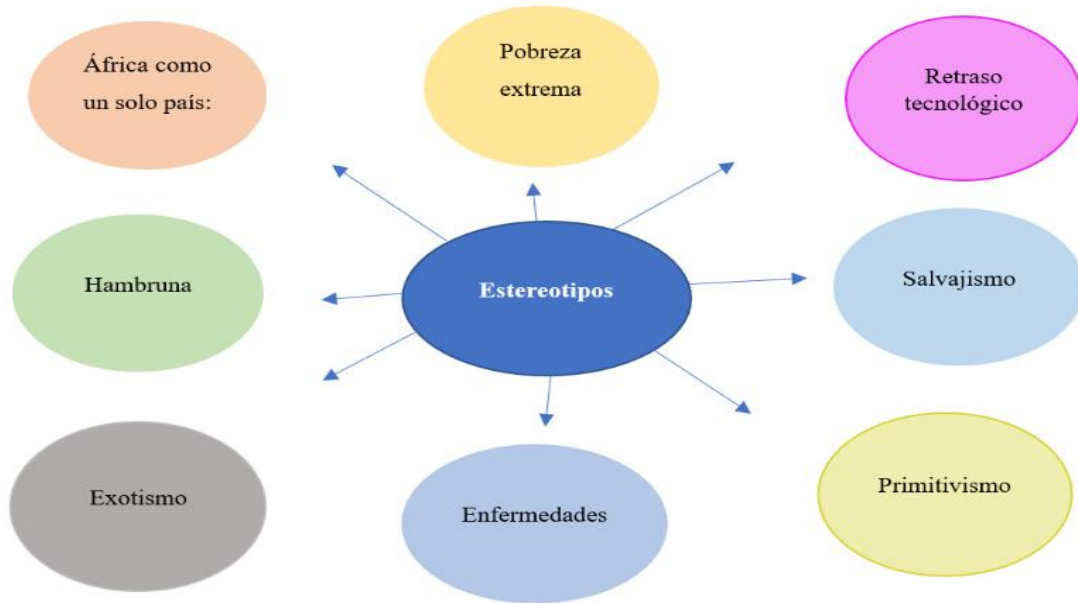 África como
un solo país:
Pobreza
extrema
Retraso
tecnológico
Hambruna
Estereotipos
Salvajismo
Exotismo
Enfermedades
Primitivismo